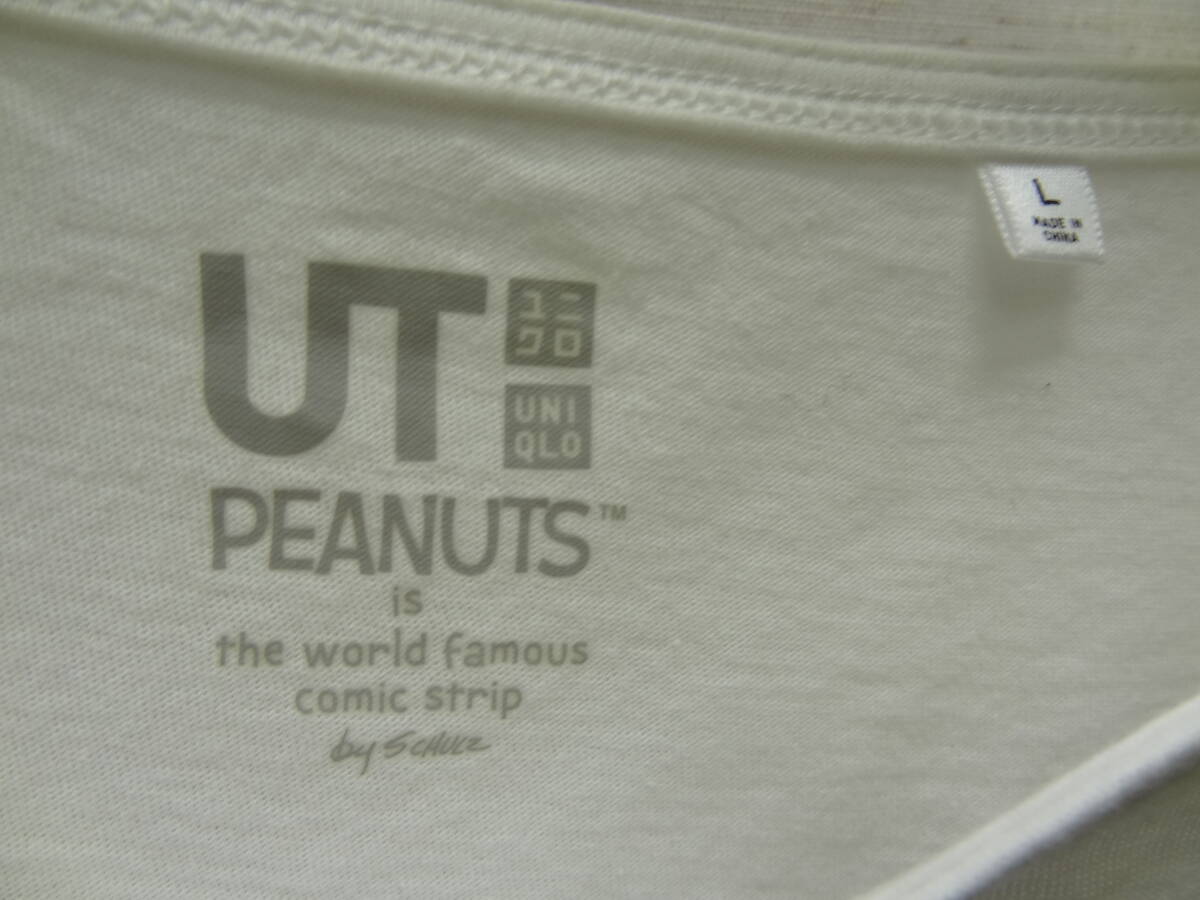 UT
ユニ
クロ
UNI
QLO
PEANUTS™
is
the world famous
comic strip
by SCHULZ
L
MADE IN
CHINA